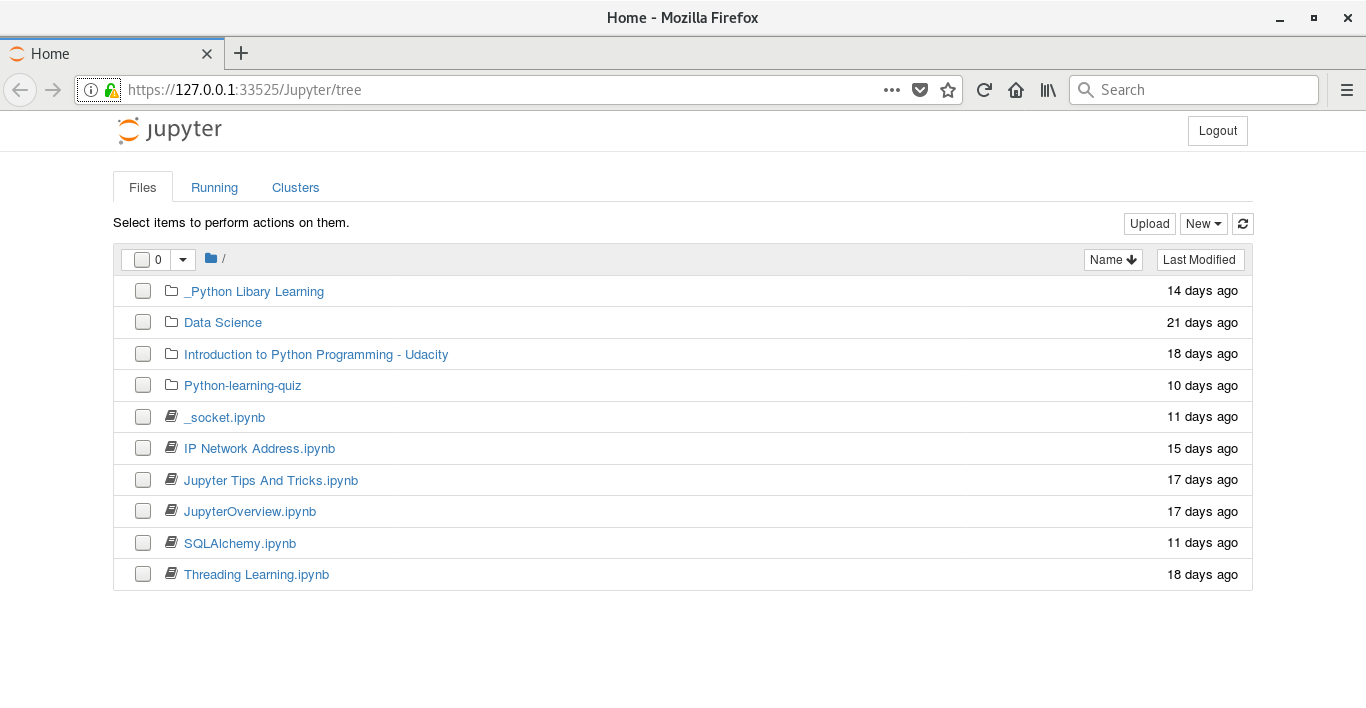 Home - Mozilla Firefox
Home
https://127.0.0.1:33525/Jupyter/tree
Search
jupyter
Logout
Files Running Clusters
Select items to perform actions on them.
Upload New
0 / Name Last Modified
_Python Libary Learning 14 days ago
Data Science 21 days ago
Introduction to Python Programming - Udacity 18 days ago
Python-learning-quiz 10 days ago
_socket.ipynb 11 days ago
IP Network Address.ipynb 15 days ago
Jupyter Tips And Tricks.ipynb 17 days ago
JupyterOverview.ipynb 17 days ago
SQLAlchemy.ipynb 11 days ago
Threading Learning.ipynb 18 days ago